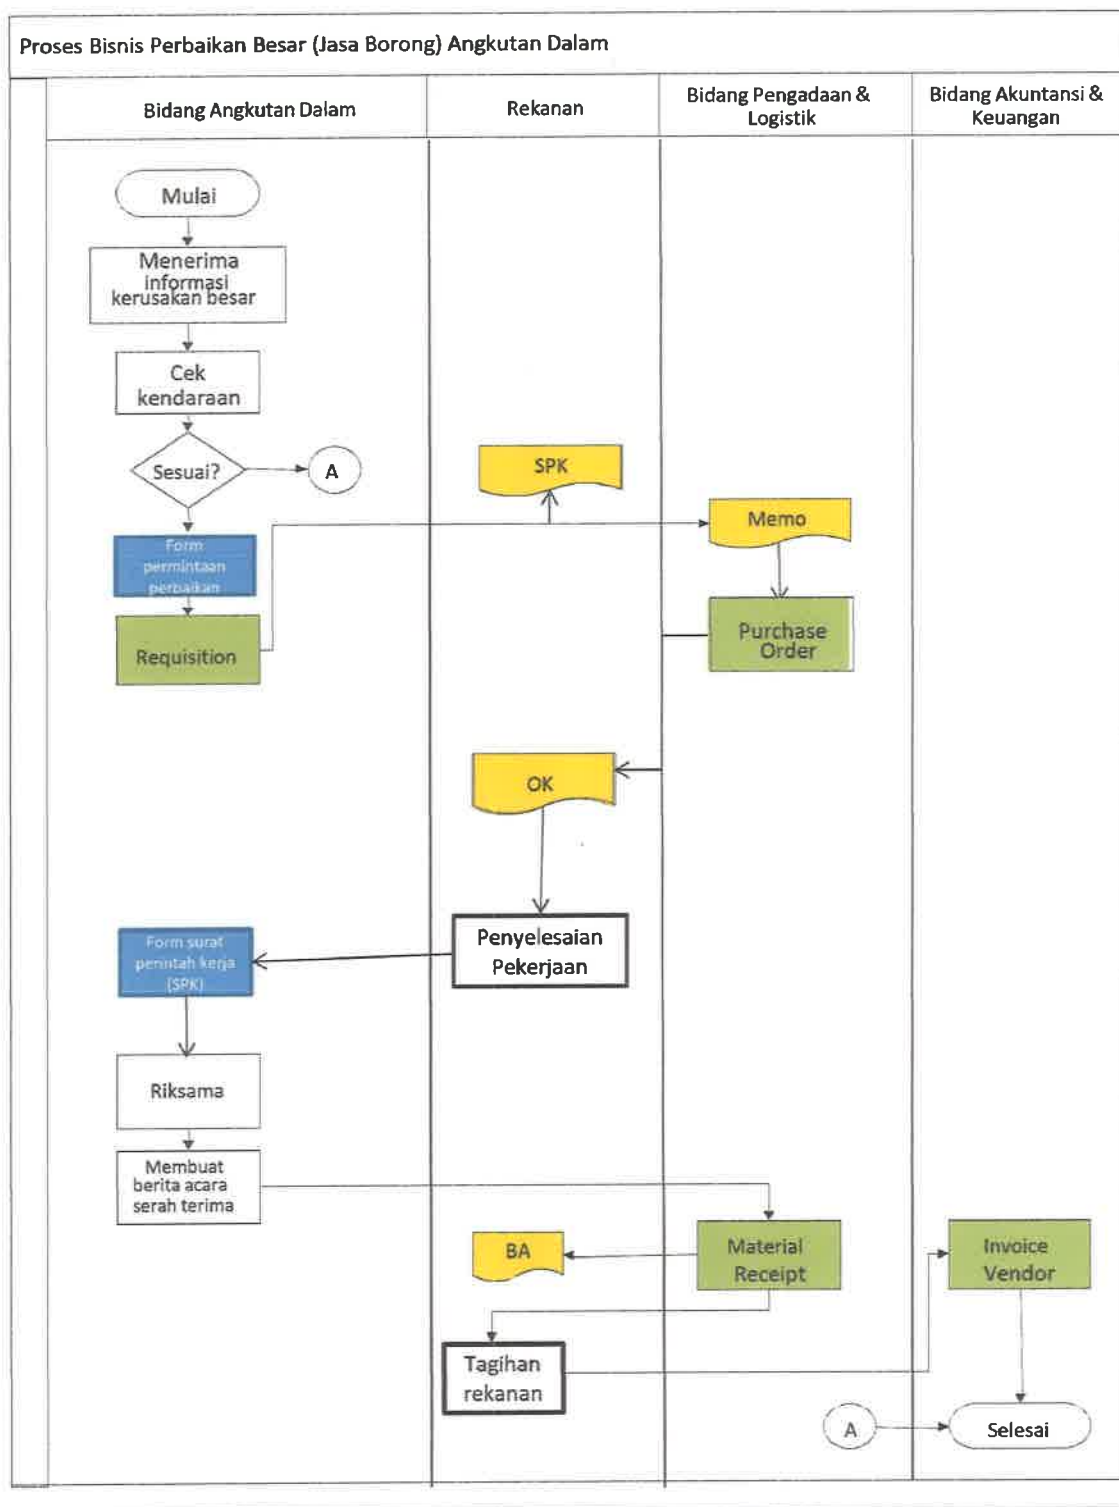 Proses Bisnis Perbaikan Besar (Jasa Borong) Angkutan Dalam
Bidang Angkutan Dalam
Rekanan
Bidang Pengadaan &
Logistik
Bidang Akuntansi &
Keuangan
Mulai
Menerima
informasi
kerusakan besar
Cek
kendaraan
Sesuai?
A
SPK
Memo
Form
permintaan
perbaikan
Requisition
Purchase
Order
OK
Penyelesaian
Pekerjaan
Form surat
perintah kerja
(SPK)
Riksama
Membuat
berita acara
serah terima
BA
Material
Receipt
Invoice
Vendor
Tagihan
rekanan
A
Selesai